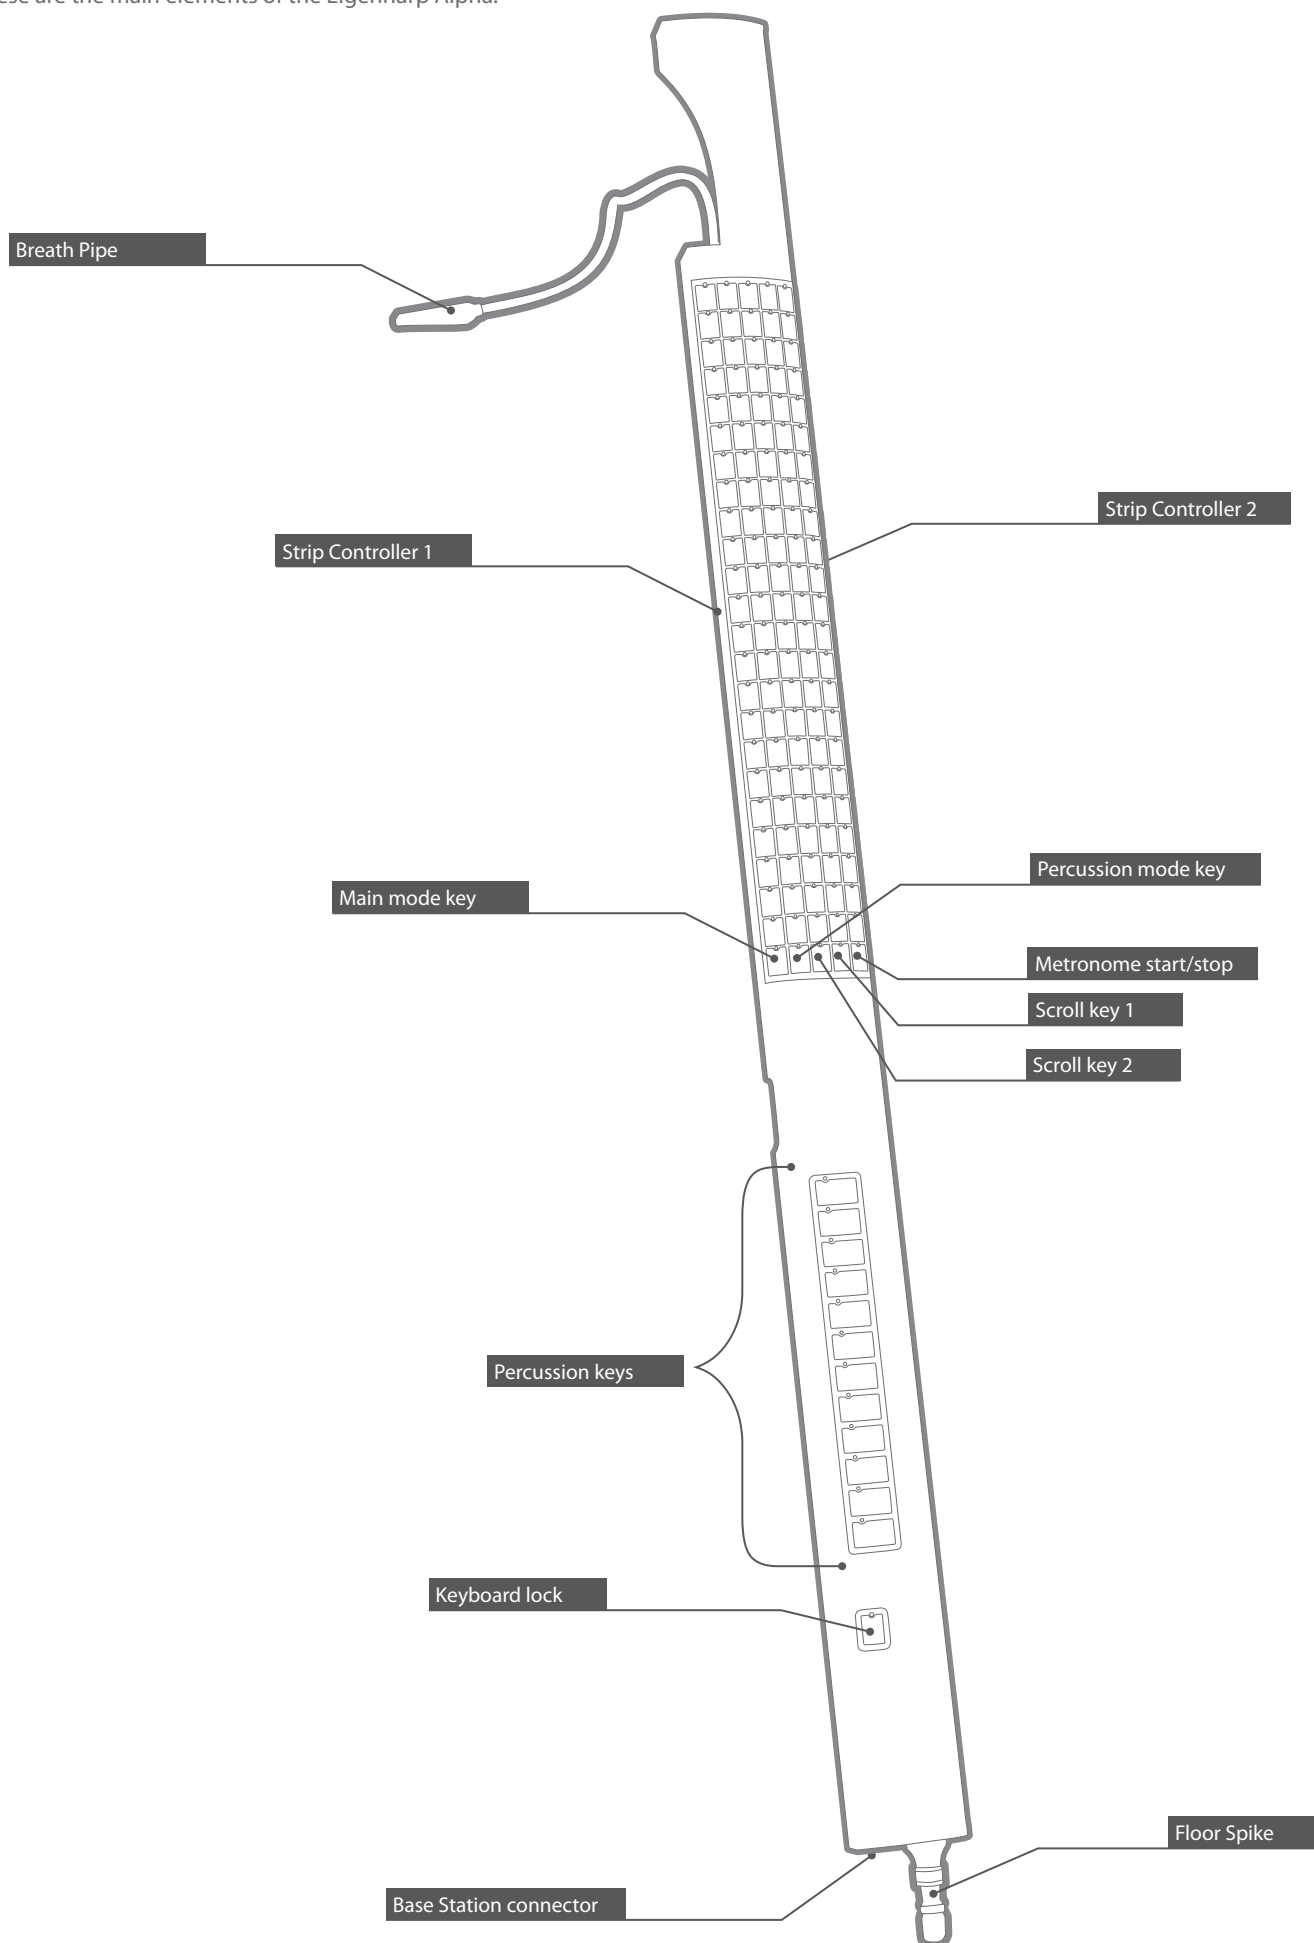 are the main elements of the Eigenharp Alpha.
Breath Pipe
Strip Controller 2
Strip Controller 1
Percussion mode key
Main mode key
Metronome start/stop
Scroll key 1
Scroll key 2
Percussion keys
Keyboard lock
Floor Spike
Base Station connector